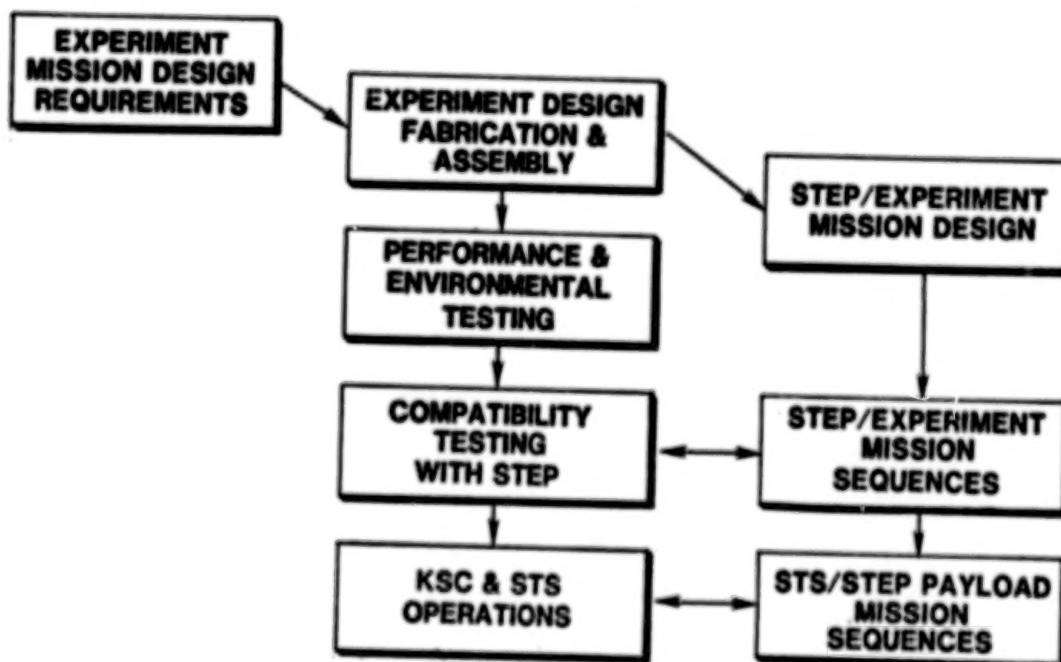 EXPERIMENT
MISSION DESIGN
REQUIREMENTS
EXPERIMENT DESIGN
FABRICATION &
ASSEMBLY
STEP/EXPERIMENT
MISSION DESIGN
PERFORMANCE &
ENVIRONMENTAL
TESTING
COMPATIBILITY
TESTING
WITH STEP
STEP/EXPERIMENT
MISSION
SEQUENCES
KSC & STS
OPERATIONS
STS/STEP PAYLOAD
MISSION
SEQUENCES